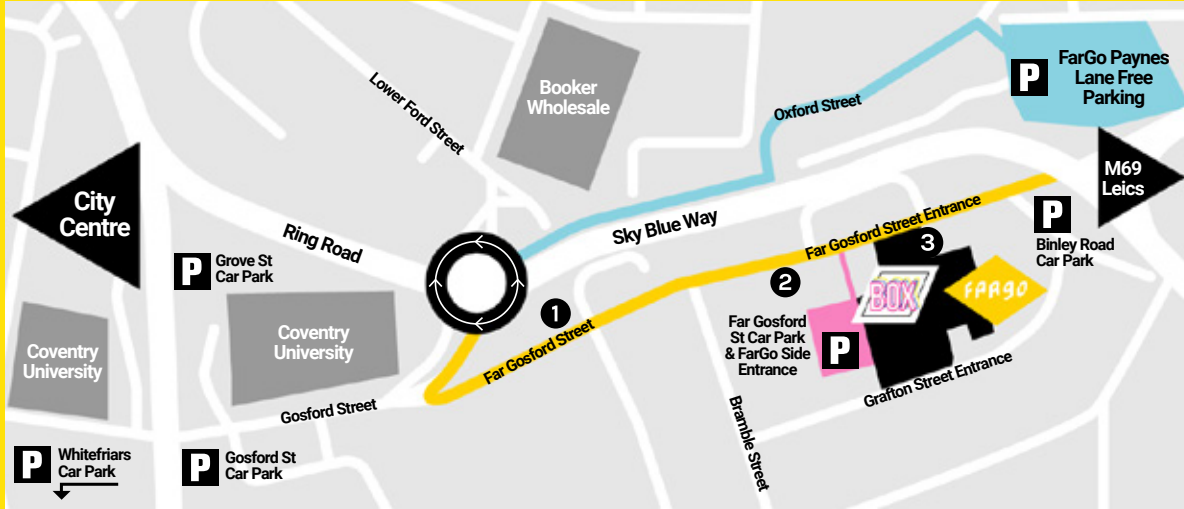 FarGo Paynes
Lane Free
Parking
P
Booker
Wholesale
Lower Ford Street
Oxford Street
M69
Leics
City
Centre
Sky Blue Way
Ring Road
Far Gosford Street Entrance
P
Binley Road
Car Park
P
Grove St
Car Park
3
2
1
BOX
FARGO
Coventry
University
Coventry
University
Far Gosford Street
Far Gosford
St Car Park
& FarGo Side
Entrance
P
Grafton Street Entrance
Gosford Street
Bramble Street
P
Whitefriars
Car Park
P
Gosford St
Car Park